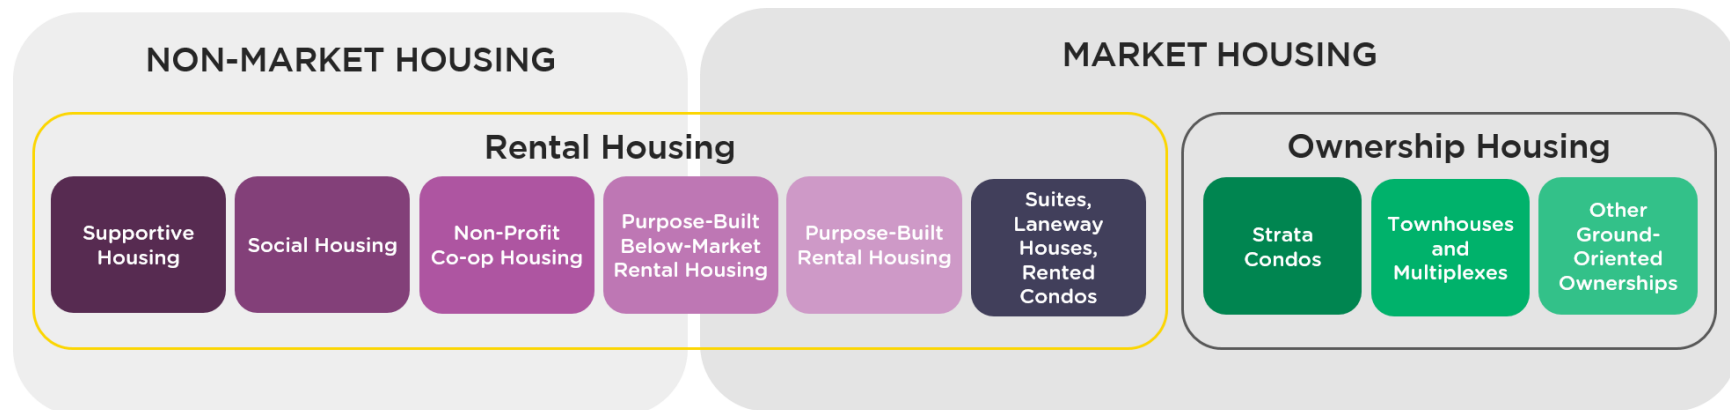 NON-MARKET HOUSING
MARKET HOUSING
Rental Housing
Ownership Housing
Supportive
Housing
Social Housing
Non-Profit
Co-op Housing
Purpose-Built
Below-Market
Rental Housing
Purpose-Built
Rental Housing
Suites,
Laneway
Houses,
Rented
Condos
Strata
Condos
Townhouses
and
Multiplexes
Other
Ground-
Oriented
Ownerships